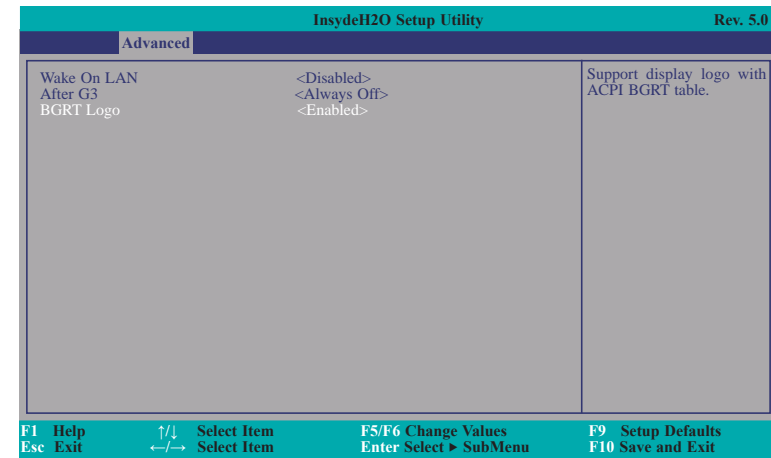 InsydeH2O Setup Utility Rev. 5.0
Advanced
Wake On LAN <Disabled> Support display logo with
After G3 <Always Off> ACPI BGRT table.
BGRT Logo <Enabled>
F1 Help ↑/↓ Select Item F5/F6 Change Values F9 Setup Defaults
Esc Exit ←/→ Select Item Enter Select ► SubMenu F10 Save and Exit